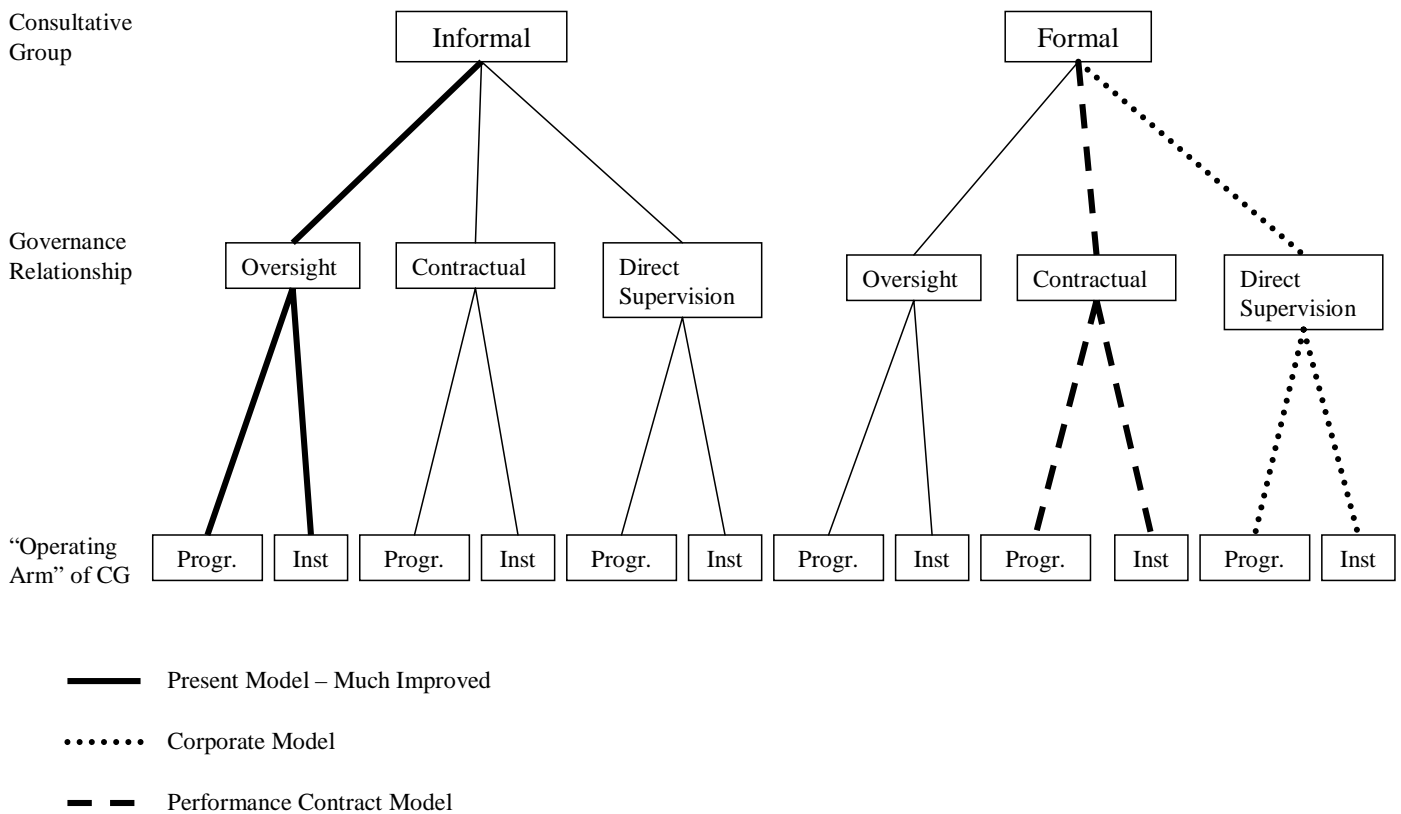 Consultative
Group
Informal
Formal
Governance
Relationship
Oversight
Contractual
Direct
Supervision
Oversight
Contractual
Direct
Supervision
“Operating
Arm” of CG
Progr.
Inst
Progr.
Inst
Progr.
Inst
Progr.
Inst
Progr.
Inst
Progr.
Inst
Present Model – Much Improved
Corporate Model
Performance Contract Model